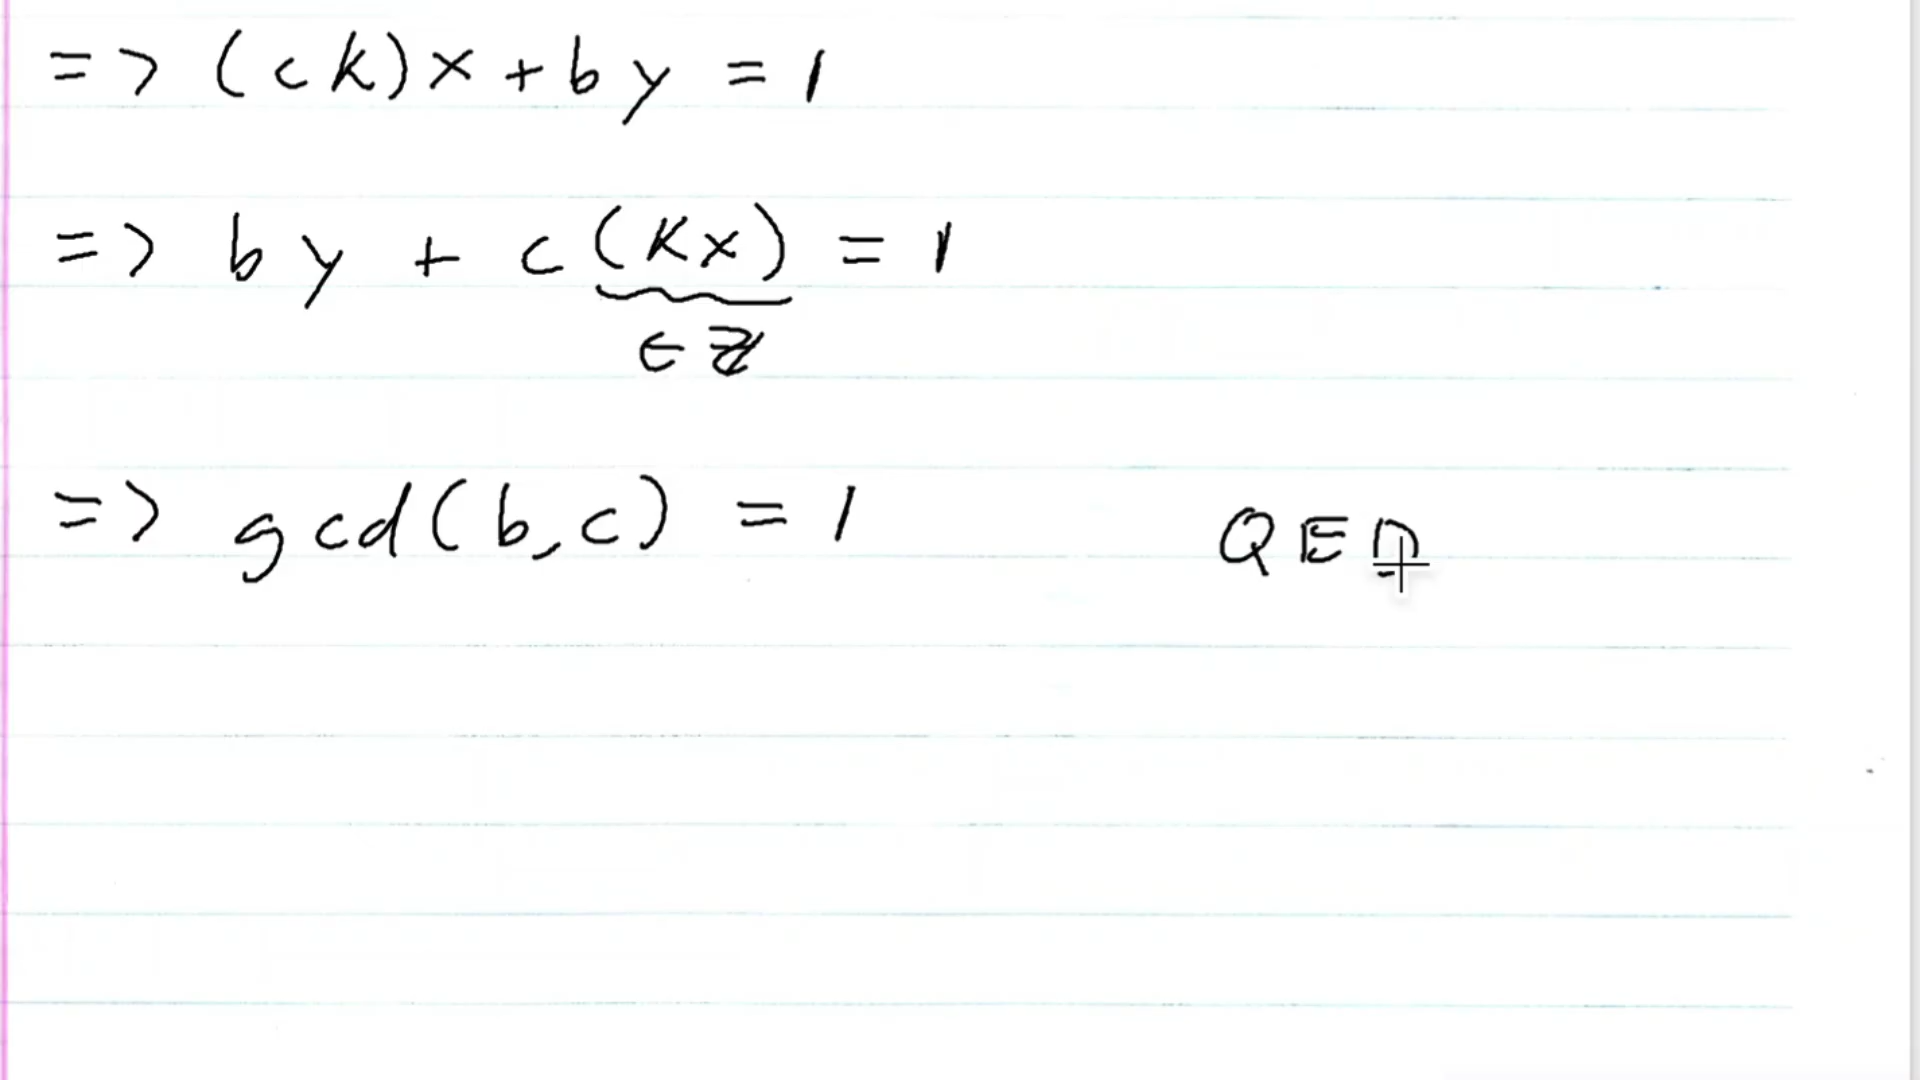 => (ck)x + by = 1
=> by + c(kx) = 1
∈ ℤ
=> gcd(b,c) = 1 QED